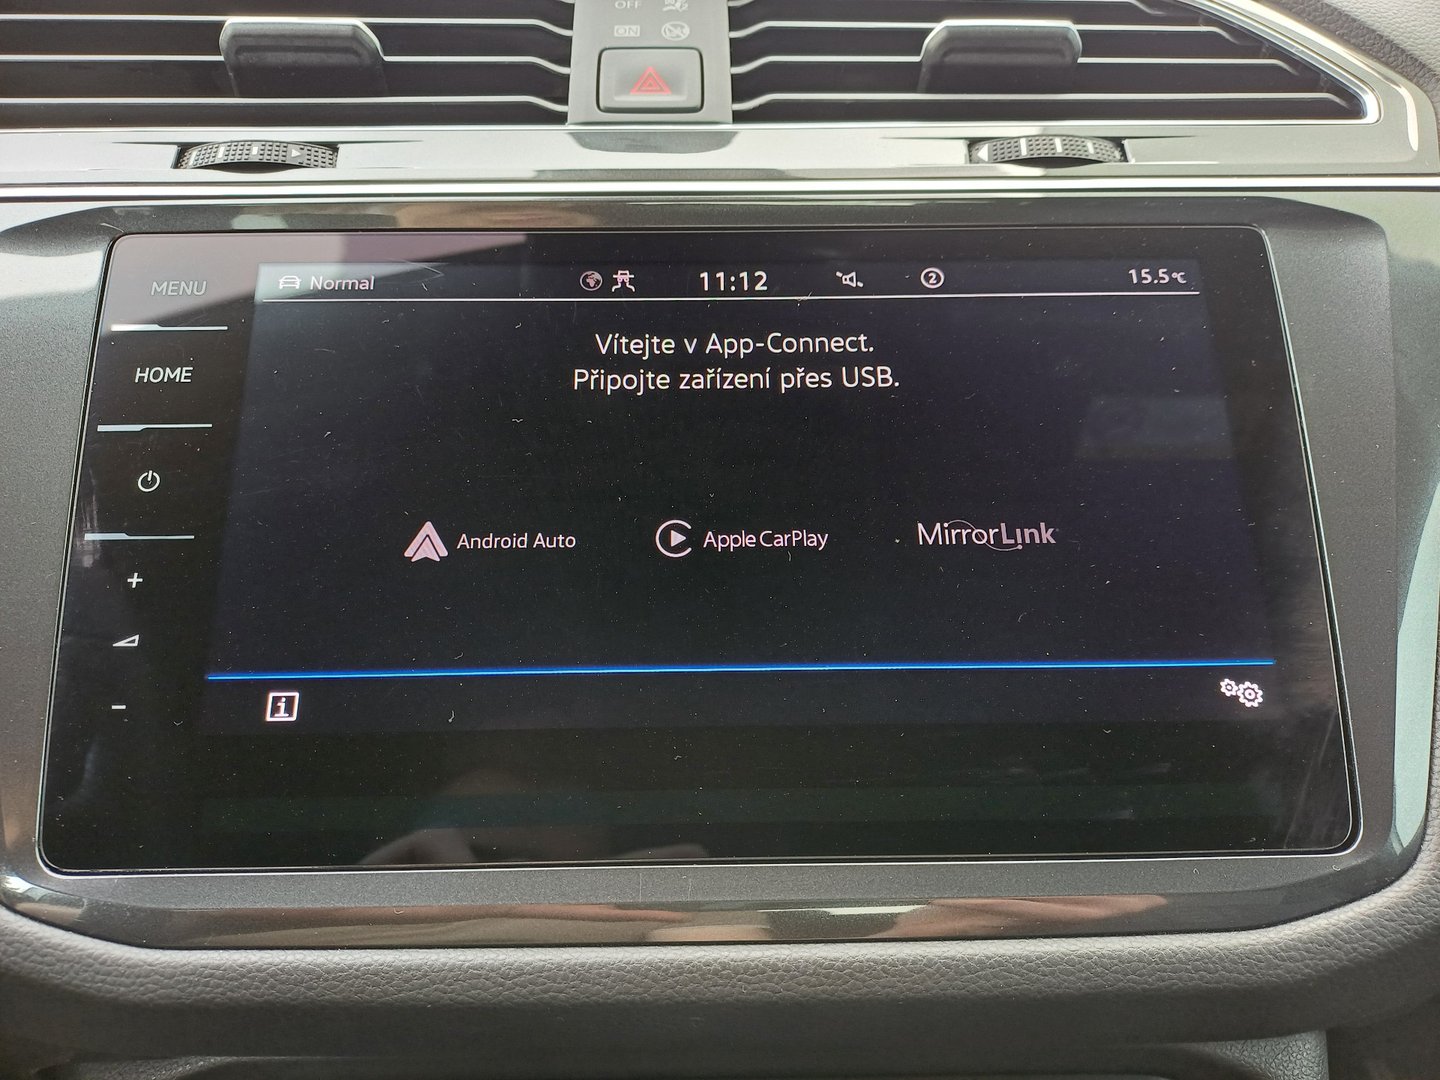 OFF
ON
MENU
Normal
11:12
2
15.5°C
HOME
Vítejte v App-Connect.
Připojte zařízení přes USB.
Android Auto
Apple CarPlay
MirrorLink
+
-
i